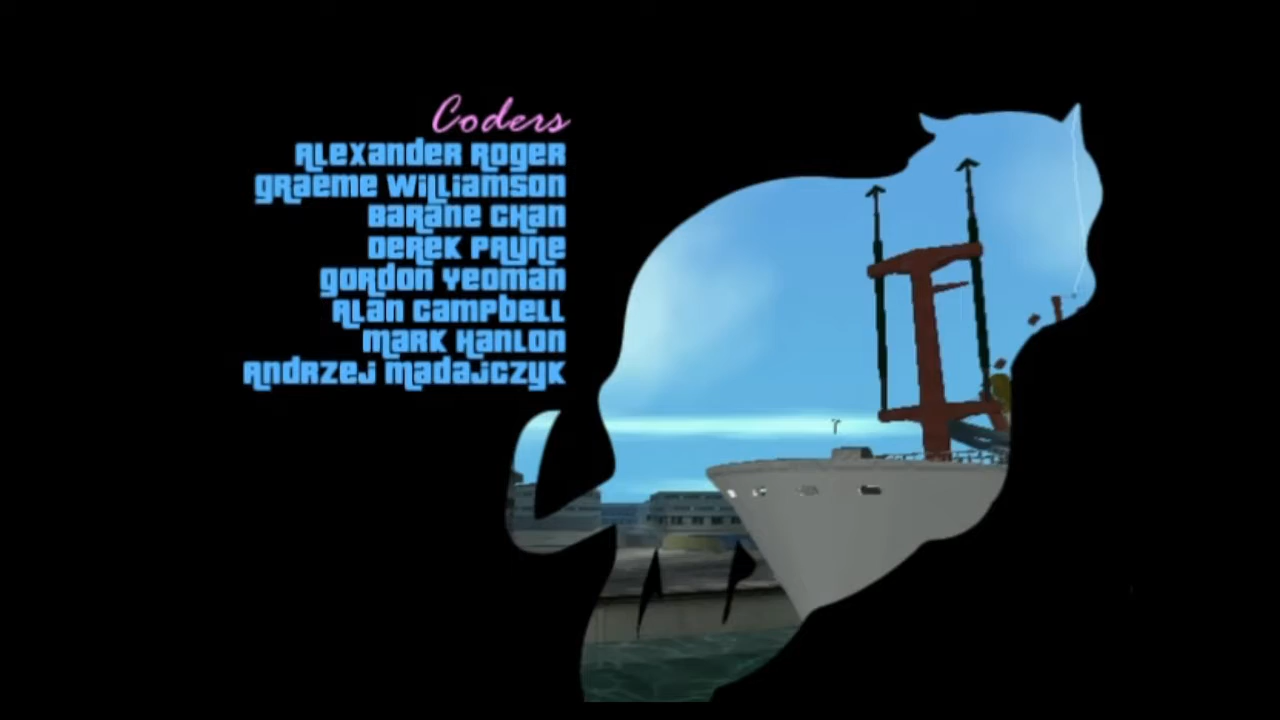 Coders
Alexander Roger
Graeme Williamson
Barane Chan
Derek Payne
Gordon Yeoman
Alan Campbell
Mark Hanlon
Andrzej Madajczyk